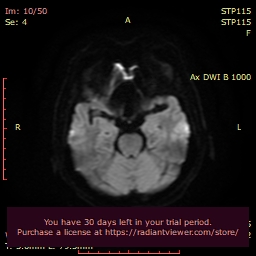 Im: 10/50
Se: 4
A
STP115
STP115
F
Ax DWI B 1000
R
L
You have 30 days left in your trial period.
Purchase a license at https://radiantviewer.com/store/